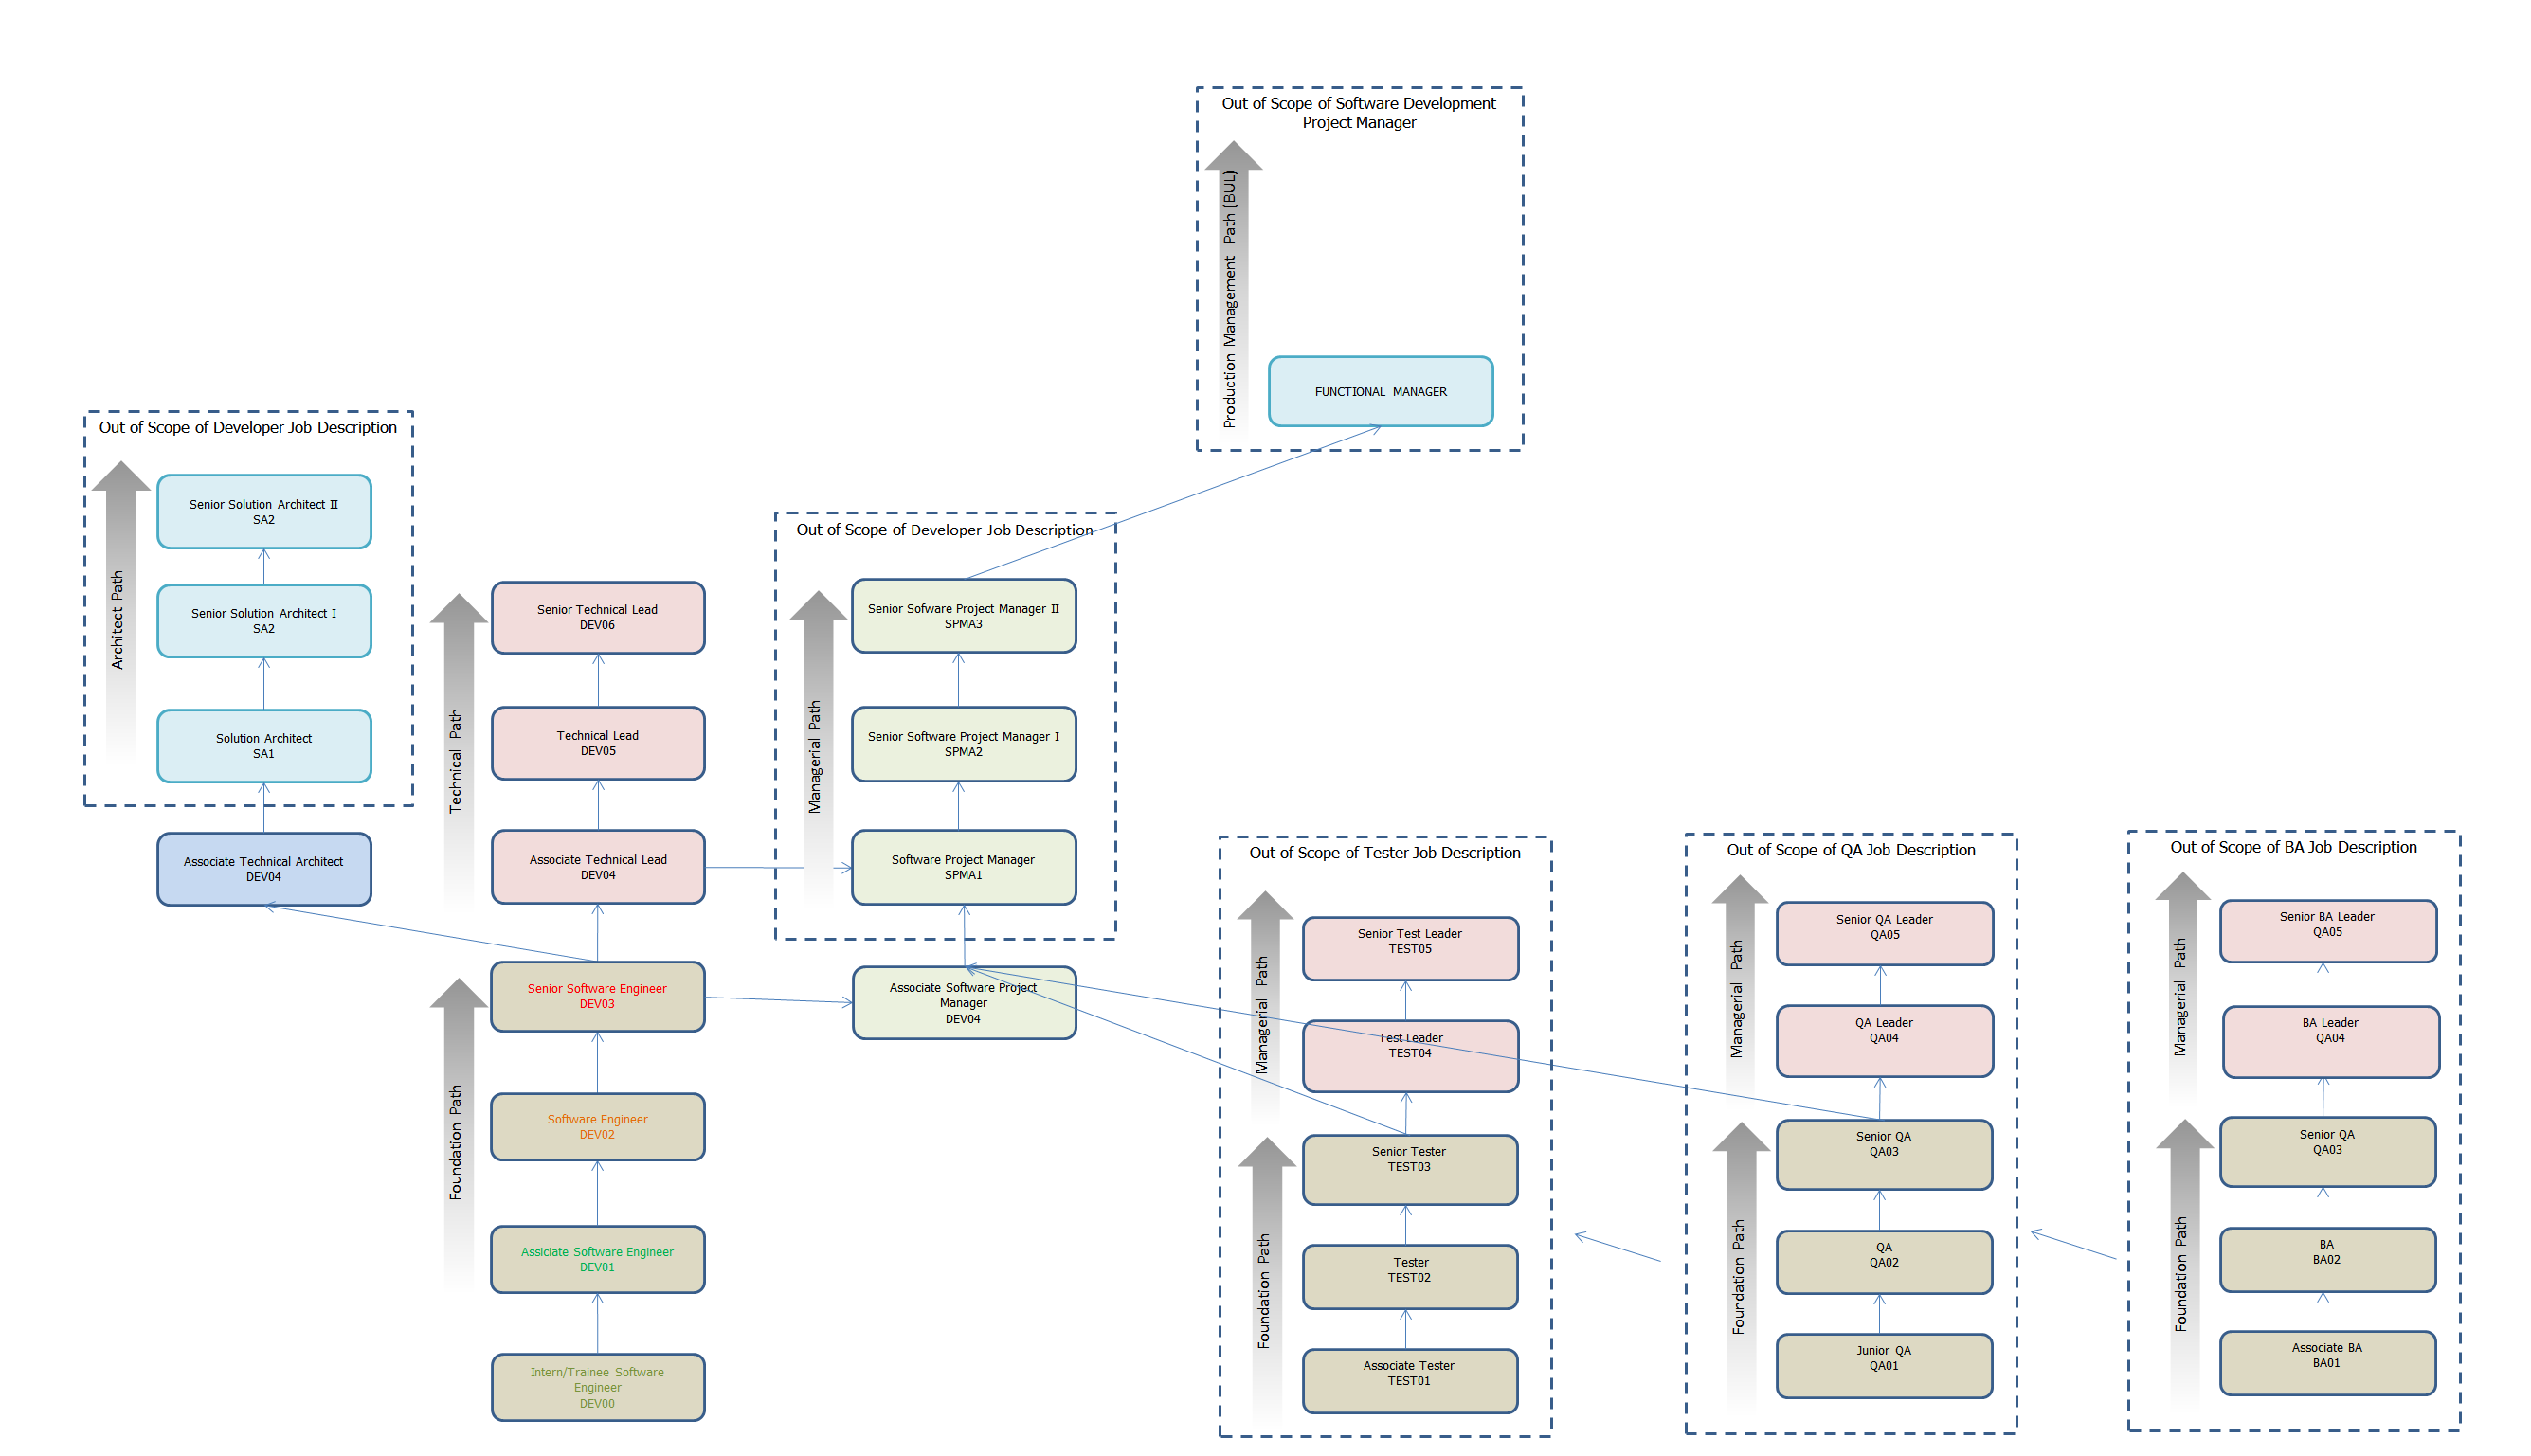 Out of Scope of Software Development
Project Manager
Production Management Path (BUL)
FUNCTIONAL MANAGER
Out of Scope of Developer Job Description
Architect Path
Senior Solution Architect II
SA2
Senior Solution Architect I
SA2
Solution Architect
SA1
Associate Technical Architect
DEV04
Technical Path
Senior Technical Lead
DEV06
Technical Lead
DEV05
Associate Technical Lead
DEV04
Foundation Path
Senior Software Engineer
DEV03
Software Engineer
DEV02
Assiciate Software Engineer
DEV01
Intern/Trainee Software
Engineer
DEV00
Out of Scope of Developer Job Description
Managerial Path
Senior Sofware Project Manager II
SPMA3
Senior Software Project Manager I
SPMA2
Software Project Manager
SPMA1
Associate Software Project
Manager
DEV04
Out of Scope of Tester Job Description
Managerial Path
Senior Test Leader
TEST05
Test Leader
TEST04
Foundation Path
Senior Tester
TEST03
Tester
TEST02
Associate Tester
TEST01
Out of Scope of QA Job Description
Managerial Path
Senior QA Leader
QA05
QA Leader
QA04
Foundation Path
Senior QA
QA03
QA
QA02
Junior QA
QA01
Out of Scope of BA Job Description
Managerial Path
Senior BA Leader
QA05
BA Leader
QA04
Foundation Path
Senior QA
QA03
BA
BA02
Associate BA
BA01